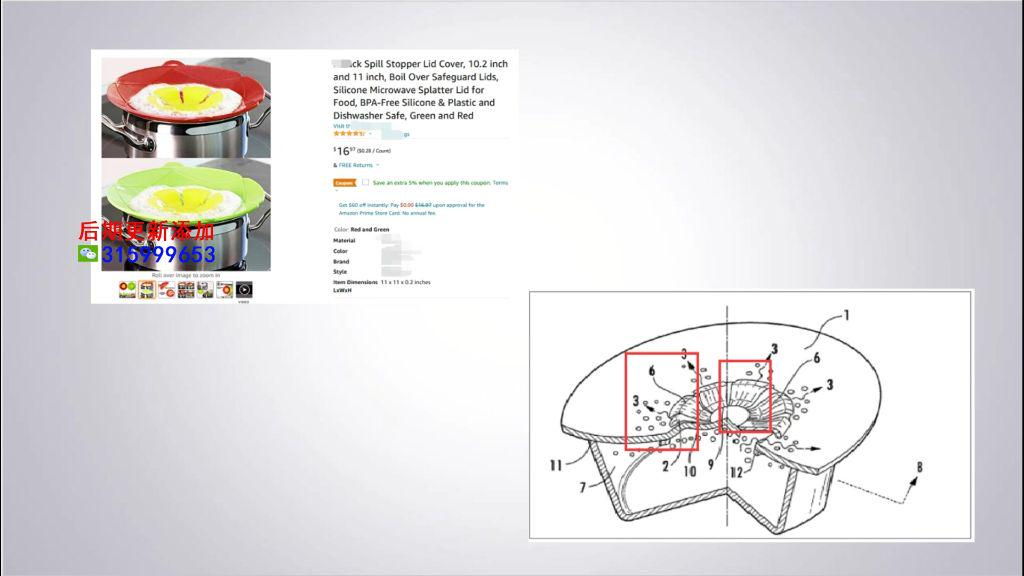 ck Spill Stopper Lid Cover, 10.2 inch
and 11 inch, Boil Over Safeguard Lids,
Silicone Microwave Splatter Lid for
Food, BPA-Free Silicone & Plastic and
Dishwasher Safe, Green and Red
$16.97 ($0.28 / Count)
& FREE Returns
Coupon Save an extra 5% when you apply this coupon. Terms
Get $60 off instantly: Pay $0.00 $16.97 upon approval for the
Amazon Prime Store Card. No annual fee.
Color: Red and Green
Material
Color
Brand
Style
Item Dimensions 11 x 11 x 0.2 inches
LxWxH
后期更新添加
315999653
Roll over image to zoom in
VIDEO
1
3
3
6
6
3
3
11
2
10
9
12
7
B